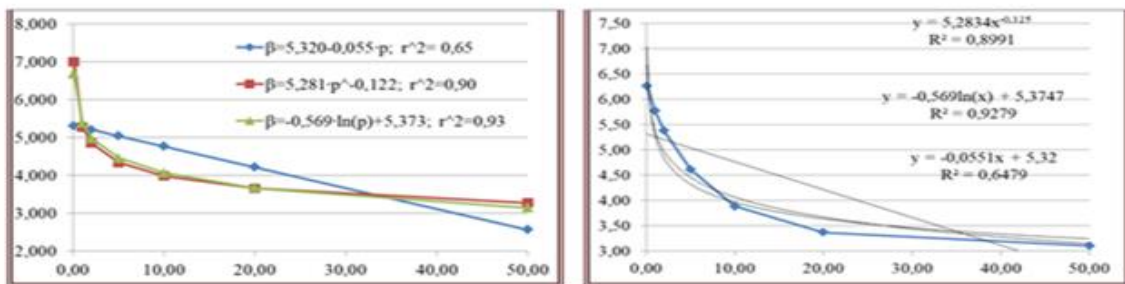 8,000
7,000
6,000
5,000
4,000
3,000
2,000
β=5,320-0,055·p; r^2= 0,65
β=5,281·p^-0,122; r^2=0,90
β=-0,569·ln(p)+5,373; r^2=0,93
0,00 10,00 20,00 30,00 40,00 50,00
7,50
7,00
6,50
6,00
5,50
5,00
4,50
4,00
3,50
3,00
y = 5,2834x^-0,125
R² = 0,8991
y = -0,569ln(x) + 5,3747
R² = 0,9279
y = -0,0551x + 5,32
R² = 0,6479
0,00 10,00 20,00 30,00 40,00 50,00